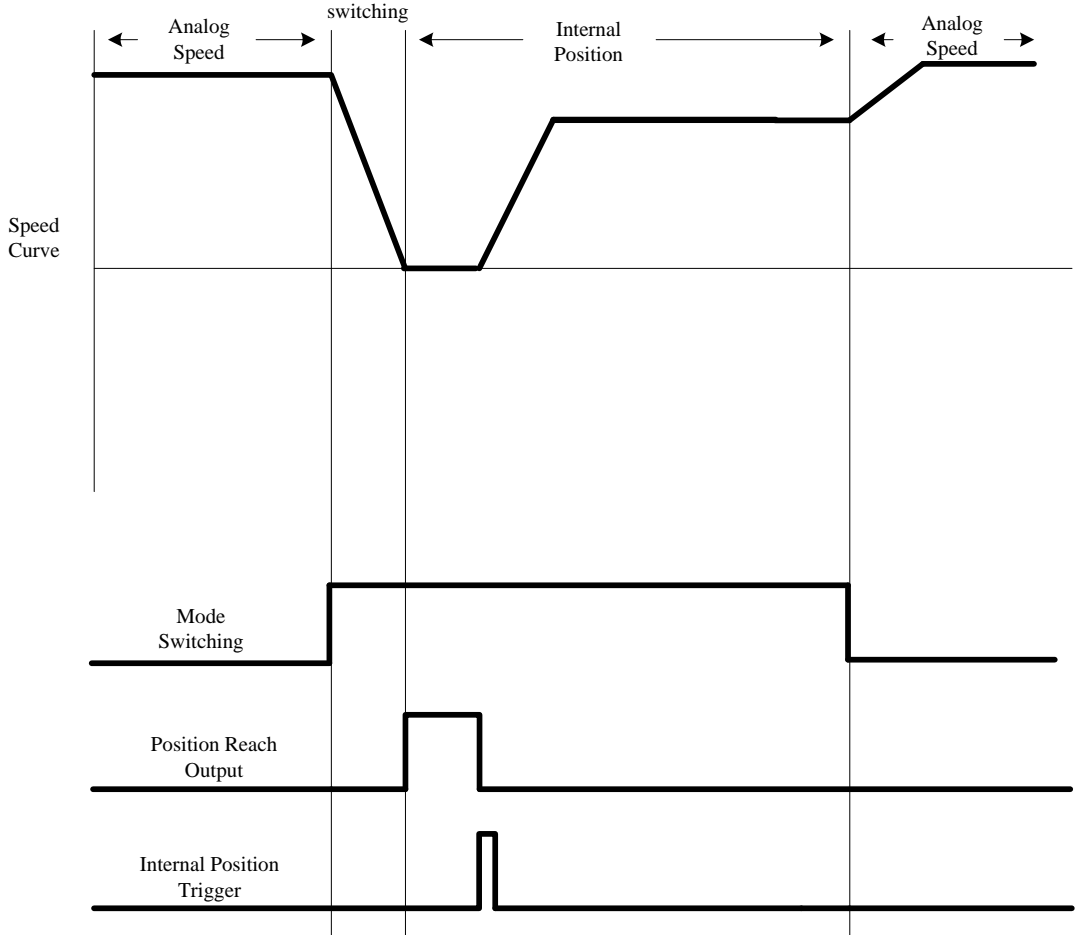 switching
Analog
Speed
Internal
Position
Analog
Speed
Speed
Curve
Mode
Switching
Position Reach
Output
Internal Position
Trigger